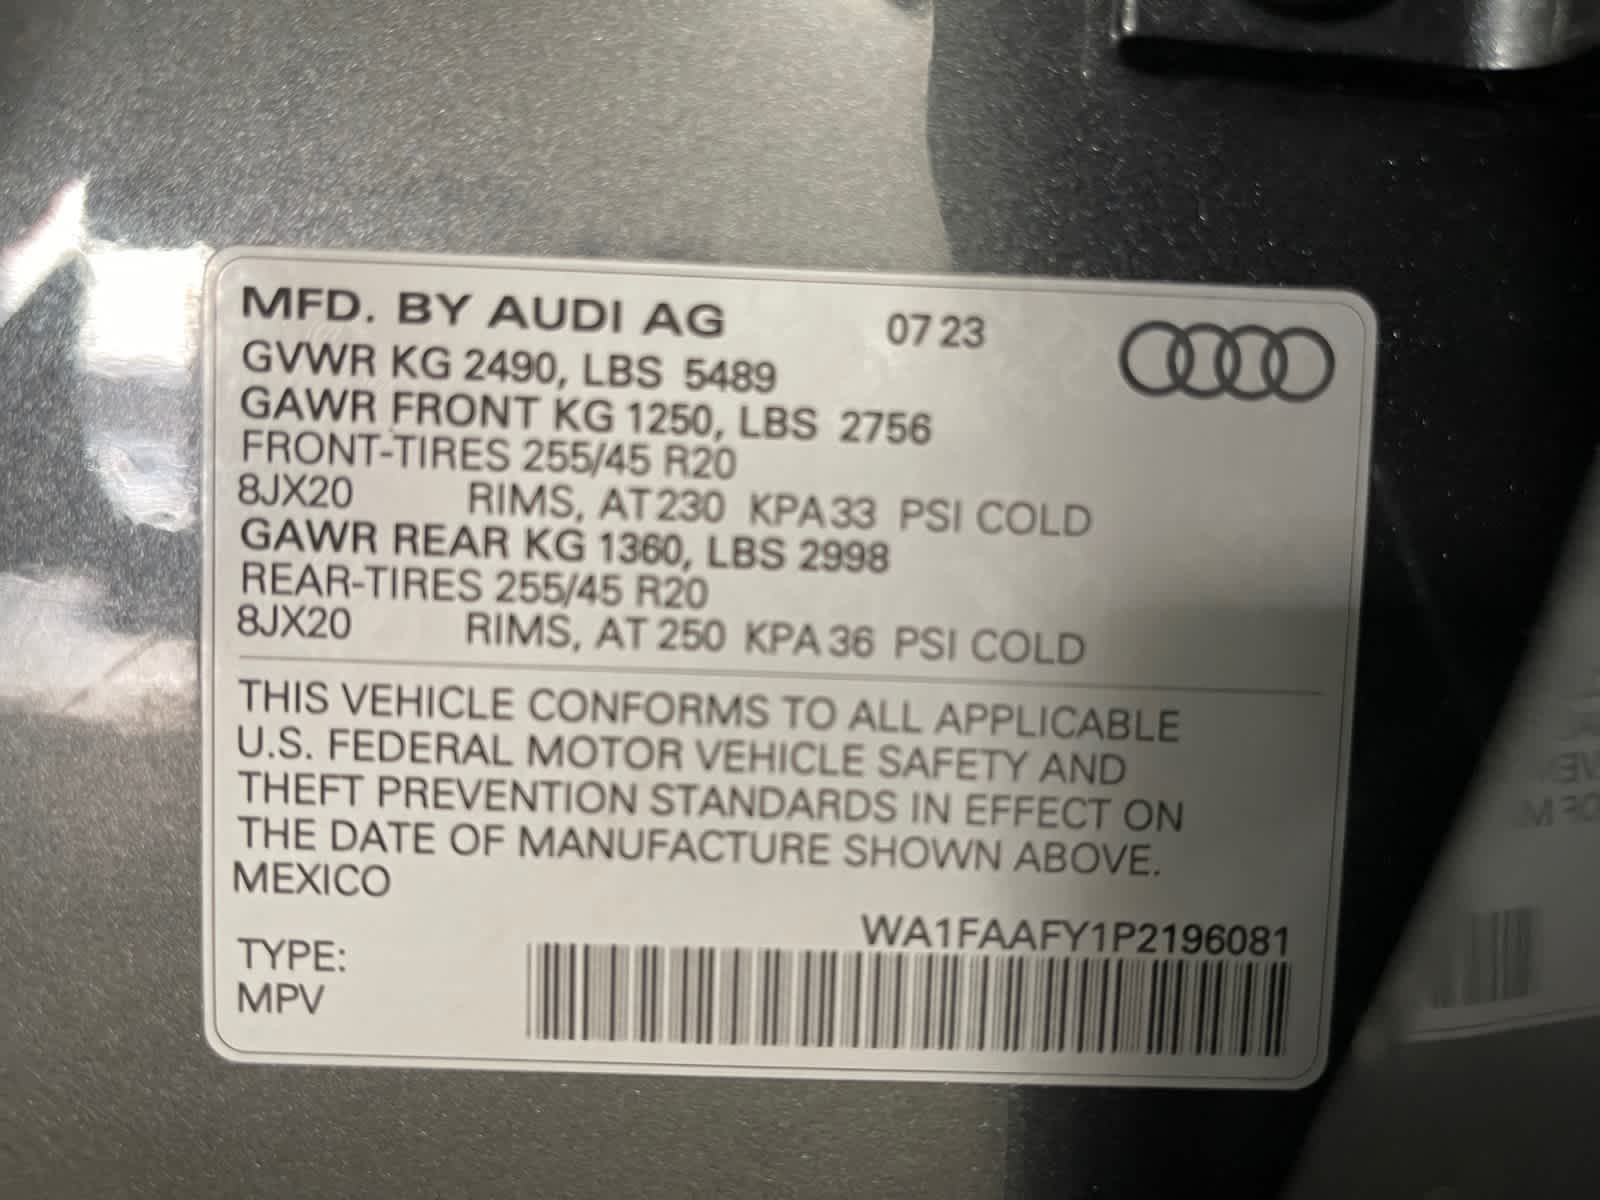 MFD. BY AUDI AG 07 23
GVWR KG 2490, LBS 5489
GAWR FRONT KG 1250, LBS 2756
FRONT-TIRES 255/45 R20
8JX20 RIMS, AT 230 KPA 33 PSI COLD
GAWR REAR KG 1360, LBS 2998
REAR-TIRES 255/45 R20
8JX20 RIMS, AT 250 KPA 36 PSI COLD
THIS VEHICLE CONFORMS TO ALL APPLICABLE
U.S. FEDERAL MOTOR VEHICLE SAFETY AND
THEFT PREVENTION STANDARDS IN EFFECT ON
THE DATE OF MANUFACTURE SHOWN ABOVE.
MEXICO
WA1FAAFY1P2196081
TYPE:
MPV